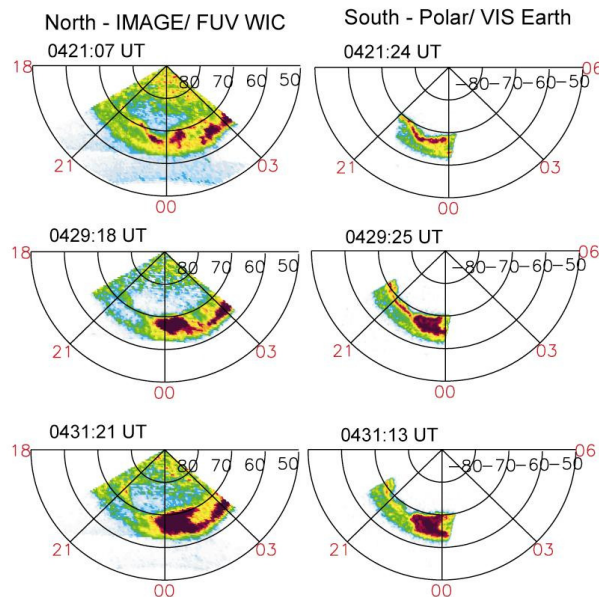 North - IMAGE/ FUV WIC South - Polar/ VIS Earth
0421:07 UT 0421:24 UT
18 80 70 60 50 -80-70-60-50 06
21 03 21 03
00 00
0429:18 UT 0429:25 UT
18 80 70 60 50 -80-70-60-50 06
21 03 21 03
00 00
0431:21 UT 0431:13 UT
18 80 70 60 50 -80-70-60-50 06
21 03 21 03
00 00